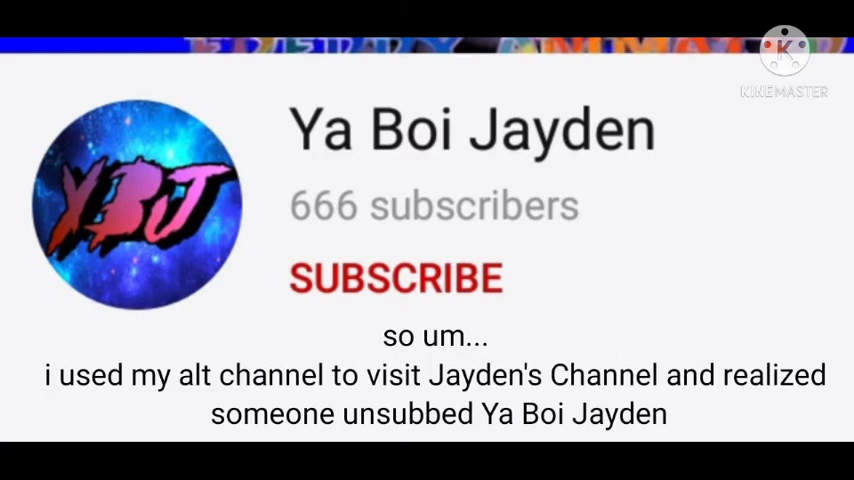 KINEMASTER
Ya Boi Jayden
YBJ
666 subscribers
SUBSCRIBE
so um...
i used my alt channel to visit Jayden's Channel and realized
someone unsubbed Ya Boi Jayden